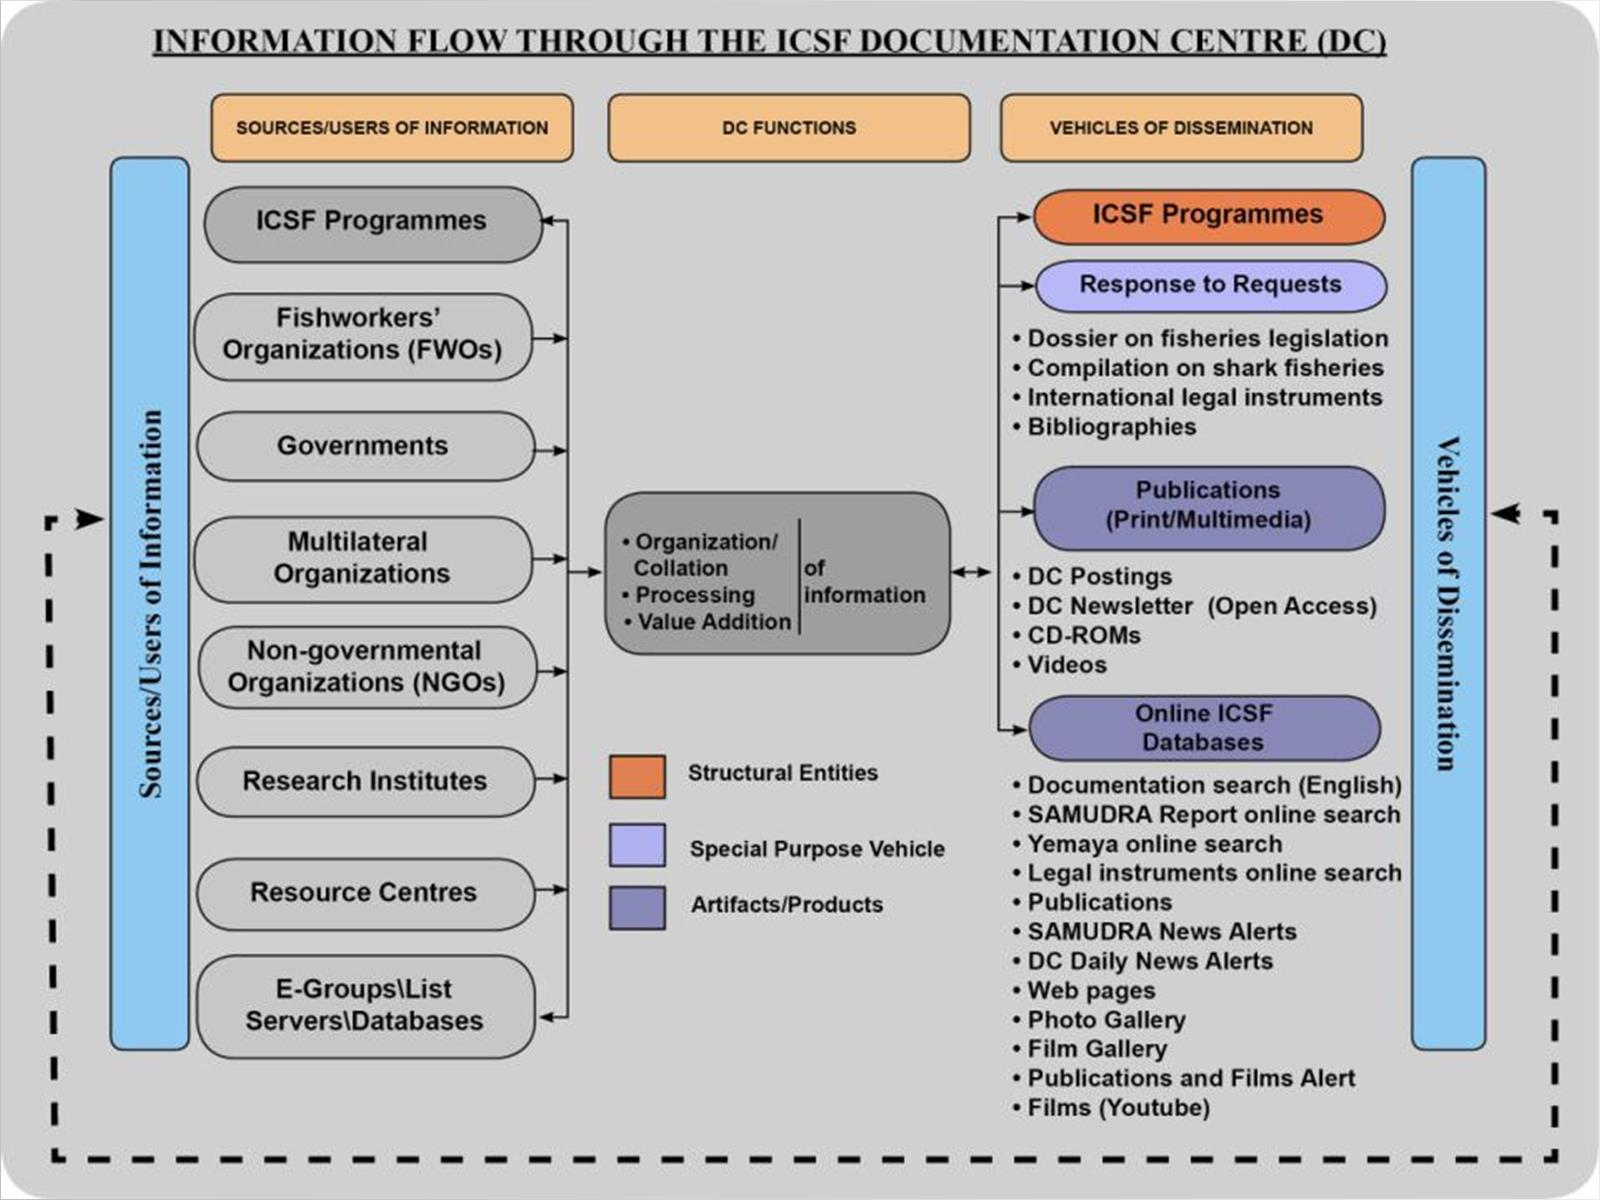 INFORMATION FLOW THROUGH THE ICSF DOCUMENTATION CENTRE (DC)
SOURCES/USERS OF INFORMATION
DC FUNCTIONS
VEHICLES OF DISSEMINATION
Sources/Users of Information
ICSF Programmes
Fishworkers’
Organizations (FWOs)
Governments
Multilateral
Organizations
Non-governmental
Organizations (NGOs)
Research Institutes
Resource Centres
E-Groups\List
Servers\Databases
• Organization/
Collation
• Processing
• Value Addition
of
information
Structural Entities
Special Purpose Vehicle
Artifacts/Products
ICSF Programmes
Response to Requests
• Dossier on fisheries legislation
• Compilation on shark fisheries
• International legal instruments
• Bibliographies
Publications
(Print/Multimedia)
• DC Postings
• DC Newsletter (Open Access)
• CD-ROMs
• Videos
Online ICSF
Databases
• Documentation search (English)
• SAMUDRA Report online search
• Yemaya online search
• Legal instruments online search
• Publications
• SAMUDRA News Alerts
• DC Daily News Alerts
• Web pages
• Photo Gallery
• Film Gallery
• Publications and Films Alert
• Films (Youtube)
Vehicles of Dissemination